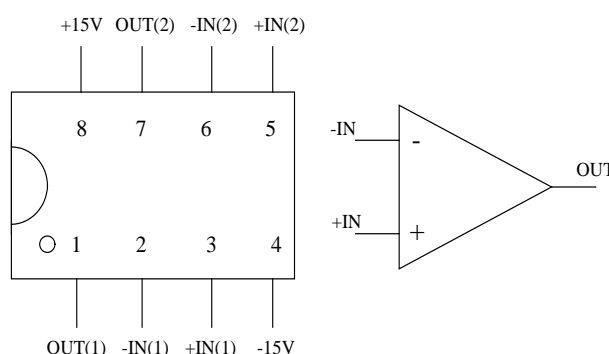 +15V OUT(2) -IN(2) +IN(2)
8 7 6 5
1 2 3 4
OUT(1) -IN(1) +IN(1) -15V
-IN
-
OUT
+IN
+